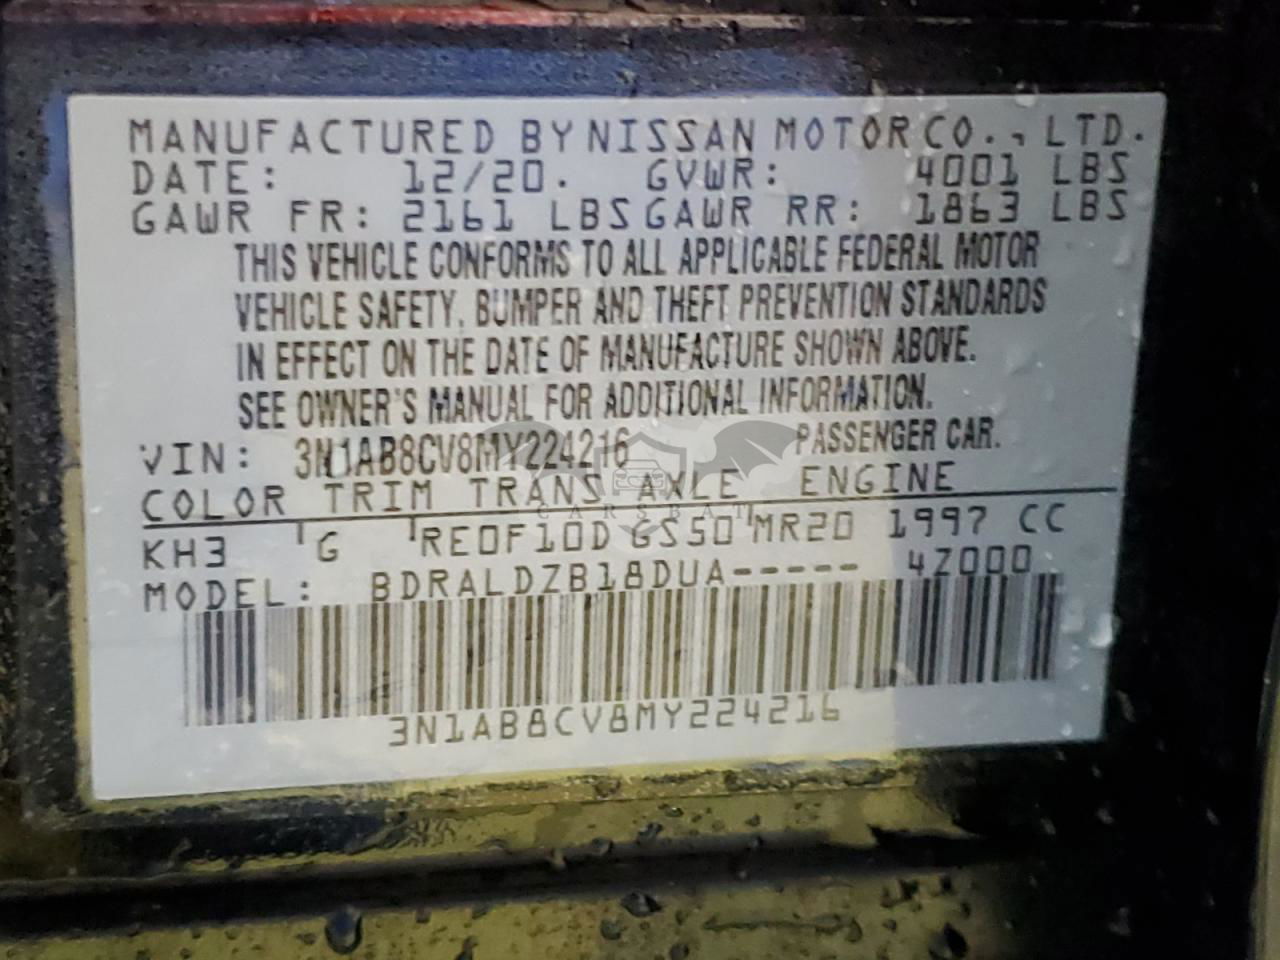 MANUFACTURED BY NISSAN MOTOR CO., LTD.
DATE: 12/20. GVWR: 4001 LBS
GAWR FR: 2161 LBS GAWR RR: 1863 LBS
THIS VEHICLE CONFORMS TO ALL APPLICABLE FEDERAL MOTOR
VEHICLE SAFETY, BUMPER AND THEFT PREVENTION STANDARDS
IN EFFECT ON THE DATE OF MANUFACTURE SHOWN ABOVE.
SEE OWNER'S MANUAL FOR ADDITIONAL INFORMATION.
VIN: 3N1AB8CV8MY224216 PASSENGER CAR.
COLOR TRIM TRANS AXLE ENGINE
CARSBAT
KH3 G RE0F10D GS50 MR20 1997 CC
MODEL: BDRALDZB18DUA----- 4Z000
3N1AB8CV8MY224216